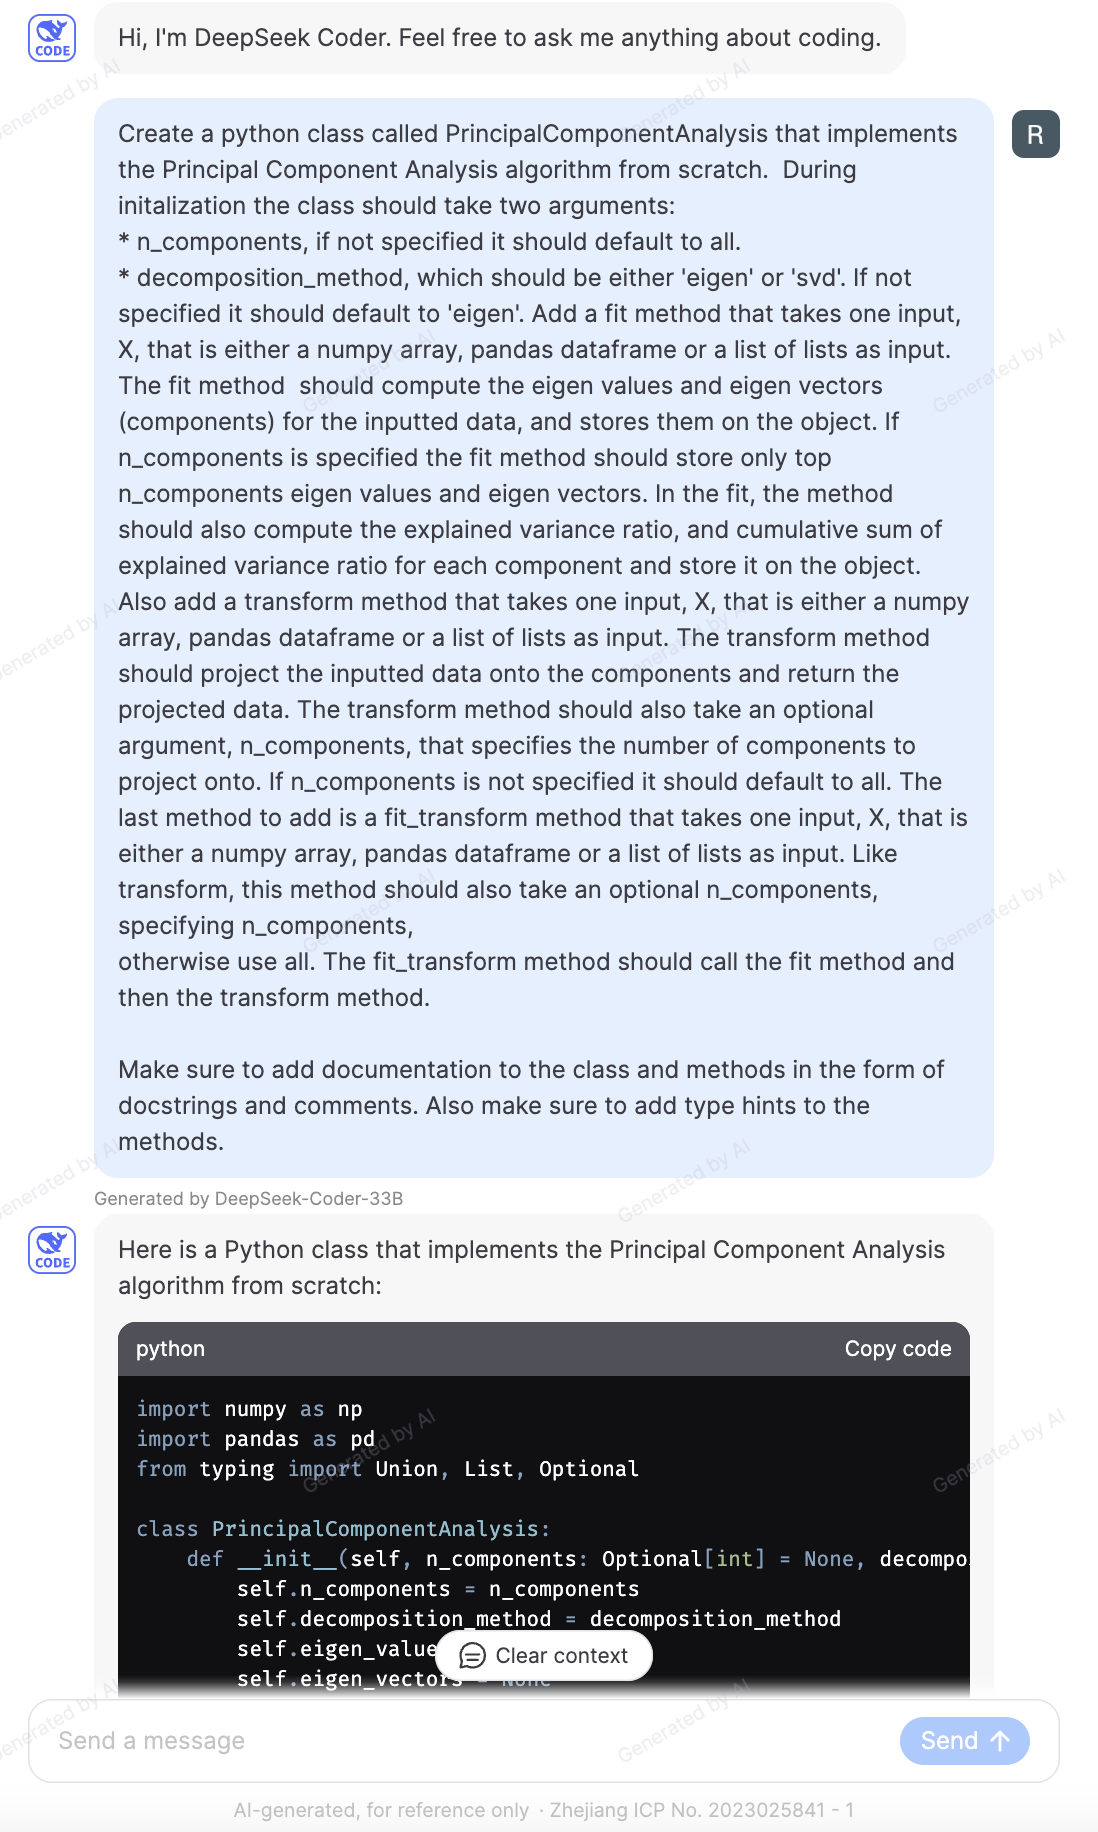 CODE
Hi, I'm DeepSeek Coder. Feel free to ask me anything about coding.
R
Create a python class called PrincipalComponentAnalysis that implements
the Principal Component Analysis algorithm from scratch.  During
initalization the class should take two arguments:
* n_components, if not specified it should default to all.
* decomposition_method, which should be either 'eigen' or 'svd'. If not
specified it should default to 'eigen'. Add a fit method that takes one input,
X, that is either a numpy array, pandas dataframe or a list of lists as input.
The fit method  should compute the eigen values and eigen vectors
(components) for the inputted data, and stores them on the object. If
n_components is specified the fit method should store only top
n_components eigen values and eigen vectors. In the fit, the method
should also compute the explained variance ratio, and cumulative sum of
explained variance ratio for each component and store it on the object.
Also add a transform method that takes one input, X, that is either a numpy
array, pandas dataframe or a list of lists as input. The transform method
should project the inputted data onto the components and return the
projected data. The transform method should also take an optional
argument, n_components, that specifies the number of components to
project onto. If n_components is not specified it should default to all. The
last method to add is a fit_transform method that takes one input, X, that is
either a numpy array, pandas dataframe or a list of lists as input. Like
transform, this method should also take an optional n_components,
specifying n_components,
otherwise use all. The fit_transform method should call the fit method and
then the transform method.
Make sure to add documentation to the class and methods in the form of
docstrings and comments. Also make sure to add type hints to the
methods.
Generated by DeepSeek-Coder-33B
CODE
Here is a Python class that implements the Principal Component Analysis
algorithm from scratch:
python Copy code
import numpy as np
import pandas as pd
from typing import Union, List, Optional
class PrincipalComponentAnalysis:
def __init__(self, n_components: Optional[int] = None, decompo
self.n_components = n_components
self.decomposition_method = decomposition_method
self.eigen_value
self.eigen_vectors = None
Clear context
Send a message
Send
AI-generated, for reference only · Zhejiang ICP No. 2023025841 - 1
Generated by AI